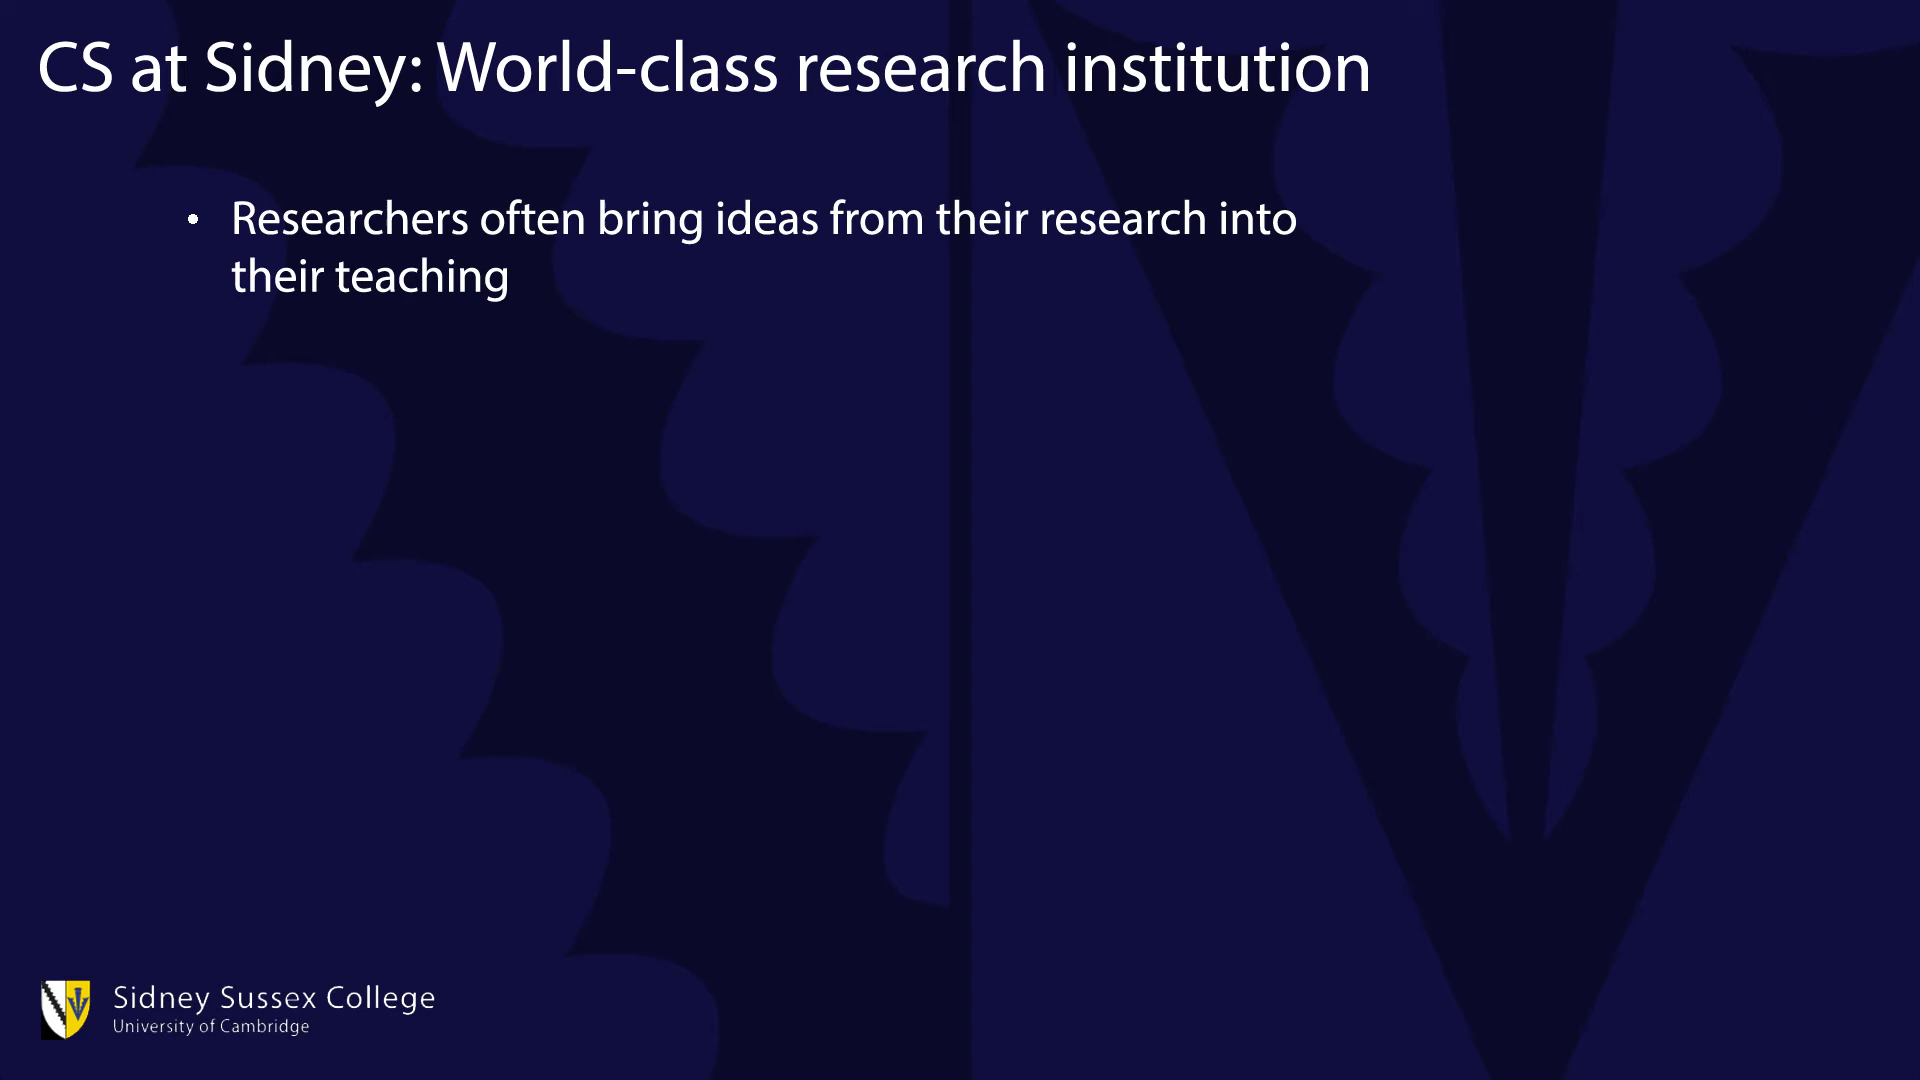 CS at Sidney: World-class research institution
• Researchers often bring ideas from their research into
their teaching
Sidney Sussex College
University of Cambridge